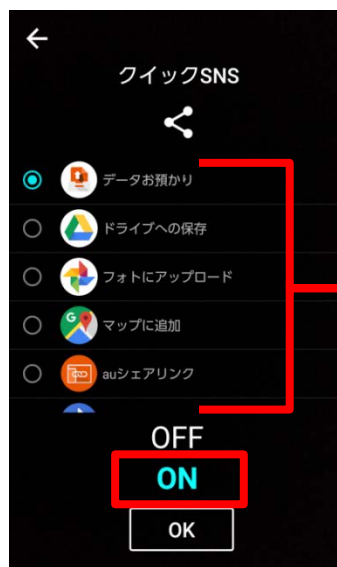 クイックSNS
データお預かり
ドライブへの保存
フォトにアップロード
マップに追加
auシェアリンク
OFF
ON
OK